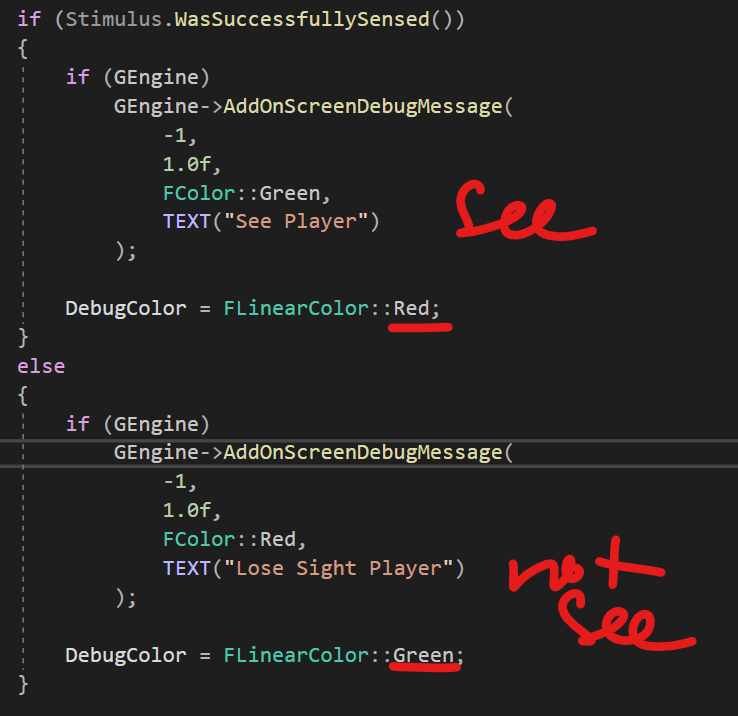 if (Stimulus.WasSuccessfullySensed())
{
if (GEngine)
GEngine->AddOnScreenDebugMessage(
-1,
1.0f,
FColor::Green,
TEXT("See Player")
See
);
DebugColor = FLinearColor::Red;
}
else
{
if (GEngine)
GEngine->AddOnScreenDebugMessage(
-1,
1.0f,
FColor::Red,
TEXT("Lose Sight Player")
not
See
);
DebugColor = FLinearColor::Green;
}